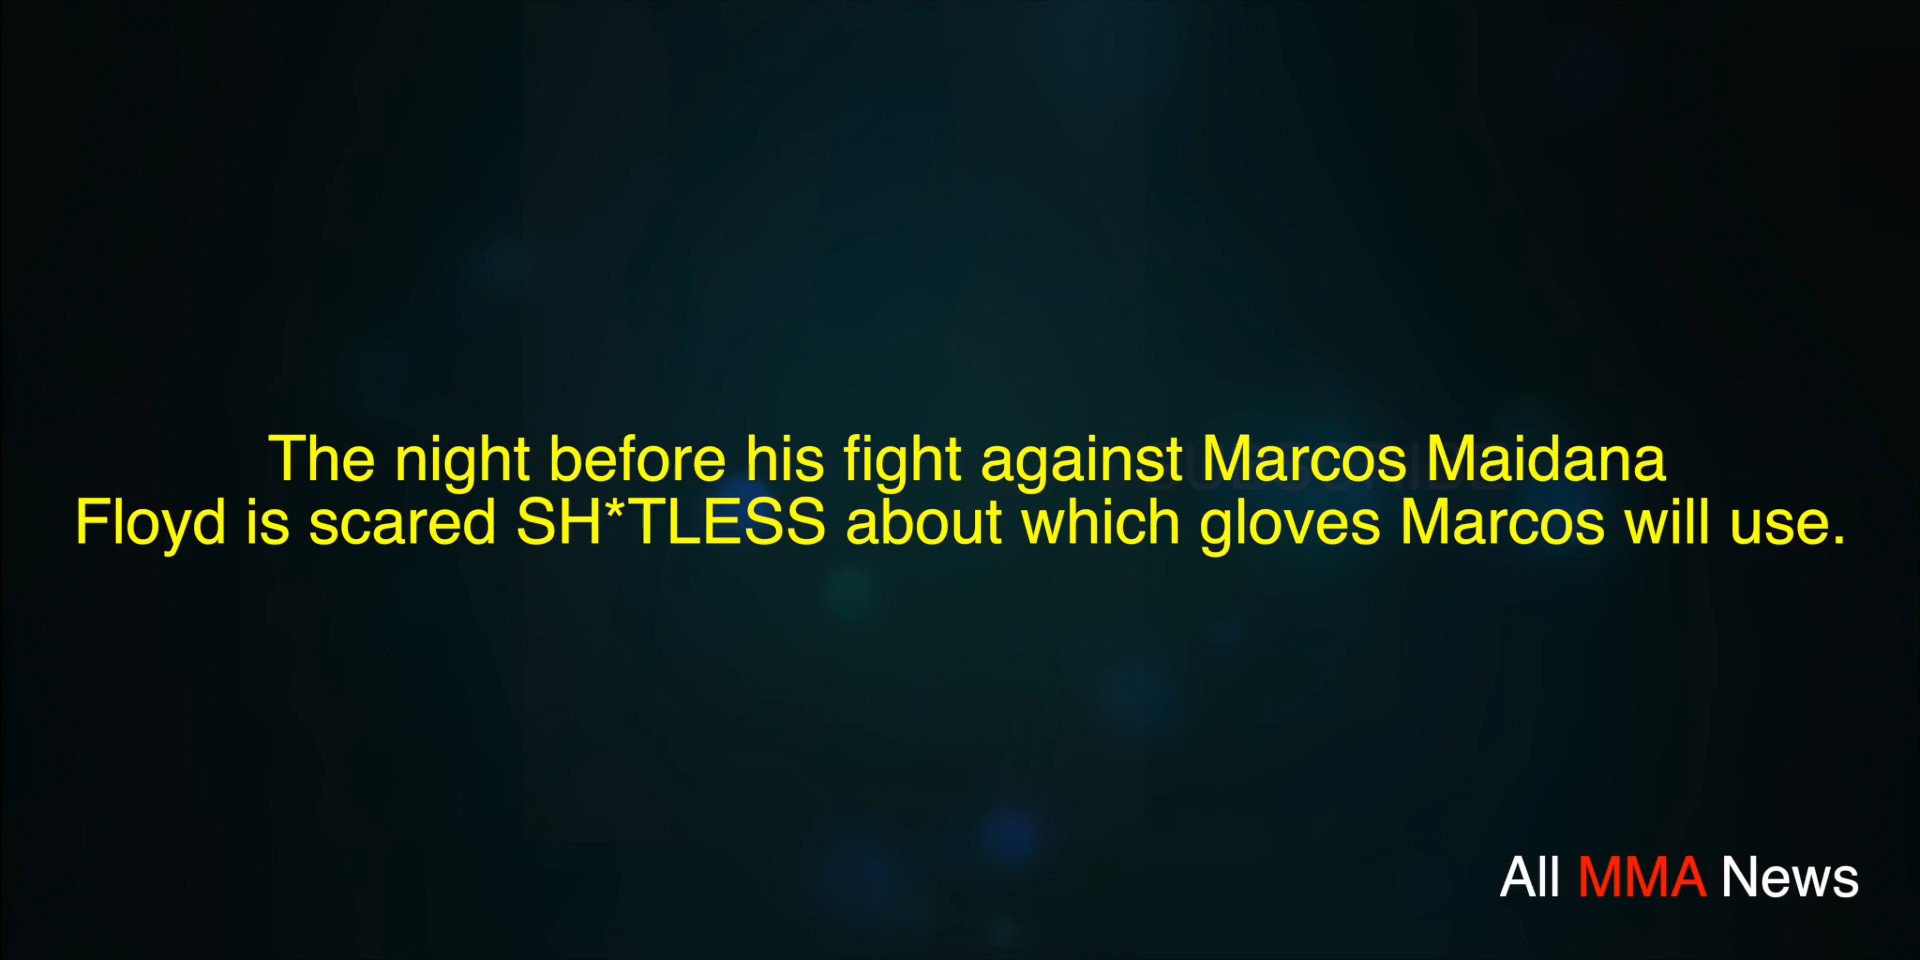 The night before his fight against Marcos Maidana
Floyd is scared SH*TLESS about which gloves Marcos will use.
All MMA News